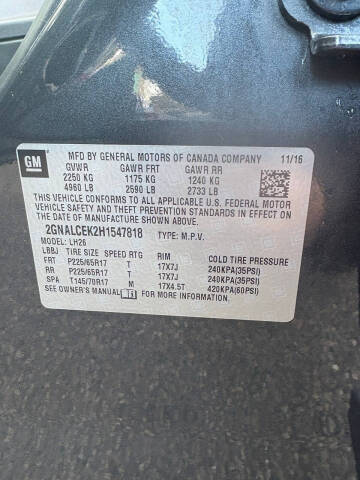 GM
MFD BY GENERAL MOTORS OF CANADA COMPANY 11/16
GVWR GAWR FRT GAWR RR
2250 KG 1175 KG 1240 KG
4960 LB 2590 LB 2733 LB
THIS VEHICLE CONFORMS TO ALL APPLICABLE U.S. FEDERAL MOTOR
VEHICLE SAFETY AND THEFT PREVENTION STANDARDS IN EFFECT ON
THE DATE OF MANUFACTURE SHOWN ABOVE.
2GNALCEK2H1547818 TYPE: M.P.V.
MODEL: LH26
LBBJ TIRE SIZE SPEED RTG RIM COLD TIRE PRESSURE
FRT P225/65R17 T 17X7J 240KPA(35PSI)
RR P225/65R17 T 17X7J 240KPA(35PSI)
SPA T145/70R17 M 17X4.5T 420KPA(60PSI)
SEE OWNER'S MANUAL FOR MORE INFORMATION.